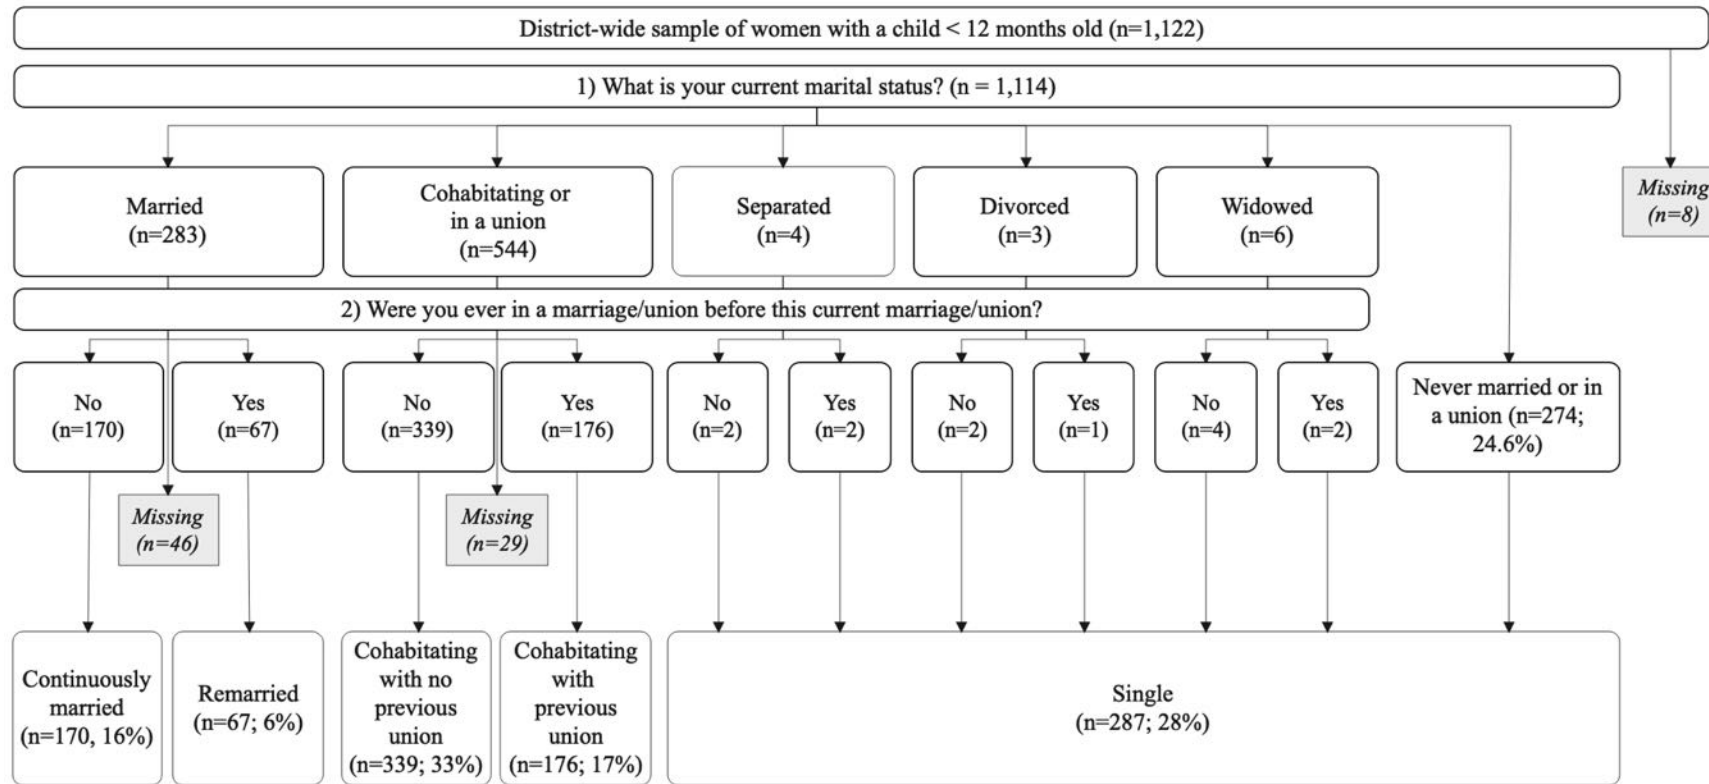 District-wide sample of women with a child < 12 months old (n=1,122)
1) What is your current marital status? (n = 1,114)
Married
(n=283)
Cohabitating or
in a union
(n=544)
Separated
(n=4)
Divorced
(n=3)
Widowed
(n=6)
Missing
(n=8)
2) Were you ever in a marriage/union before this current marriage/union?
No
(n=170)
Yes
(n=67)
No
(n=339)
Yes
(n=176)
No
(n=2)
Yes
(n=2)
No
(n=2)
Yes
(n=1)
No
(n=4)
Yes
(n=2)
Never married or in
a union (n=274;
24.6%)
Missing
(n=46)
Missing
(n=29)
Continuously
married
(n=170, 16%)
Remarried
(n=67; 6%)
Cohabitating
with no
previous
union
(n=339; 33%)
Cohabitating
with
previous
union
(n=176; 17%)
Single
(n=287; 28%)